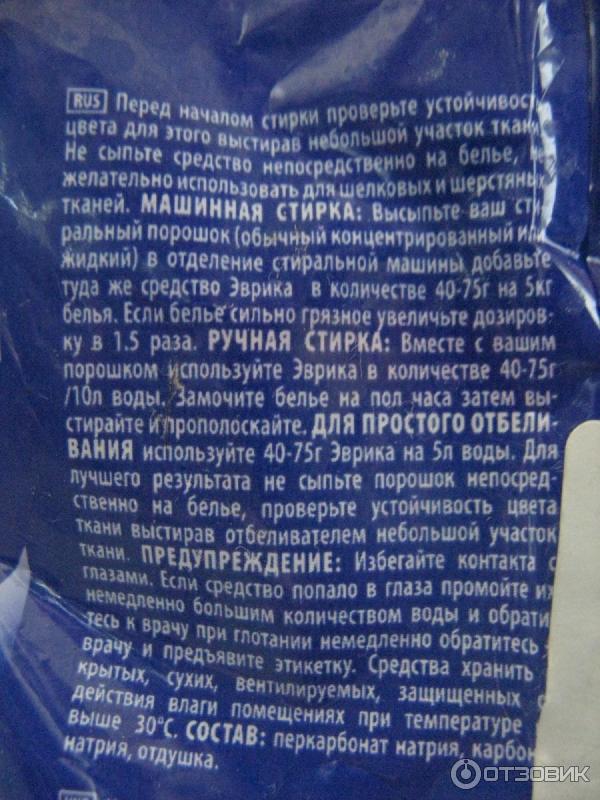 RUS Перед началом стирки проверьте устойчивость
цвета для этого выстирав небольшой участок ткани
Не сыпьте средство непосредственно на белье,
желательно использовать для шелковых и шерстяных
тканей. МАШИННАЯ СТИРКА: Высыпьте ваш сти-
ральный порошок (обычный концентрированный или
жидкий) в отделение стиральной машины добавьте
туда же средство Эврика в количестве 40-75г на 5кг
белья. Если белье сильно грязное увеличьте дозиров-
ку в 1.5 раза. РУЧНАЯ СТИРКА: Вместе с вашим
порошком используйте Эврика в количестве 40-75г
/10л воды. Замочите белье на пол часа затем вы-
стирайте и прополоскайте. ДЛЯ ПРОСТОГО ОТБЕЛИ-
ВАНИЯ используйте 40-75г Эврика на 5л воды. Для
лучшего результата не сыпьте порошок непосред-
ственно на белье, проверьте устойчивость цвета
ткани выстирав отбеливателем небольшой участок
ткани. ПРЕДУПРЕЖДЕНИЕ: Избегайте контакта с
глазами. Если средство попало в глаза промойте их
немедленно большим количеством воды и обрати-
тесь к врачу при глотании немедленно обратитесь
врачу и предъявите этикетку. Средства хранить
крытых, сухих, вентилируемых, защищенных
действия влаги помещениях при температуре
выше 30°С. СОСТАВ: перкарбонат натрия, карбон
натрия, отдушка.
ОТЗОВИК